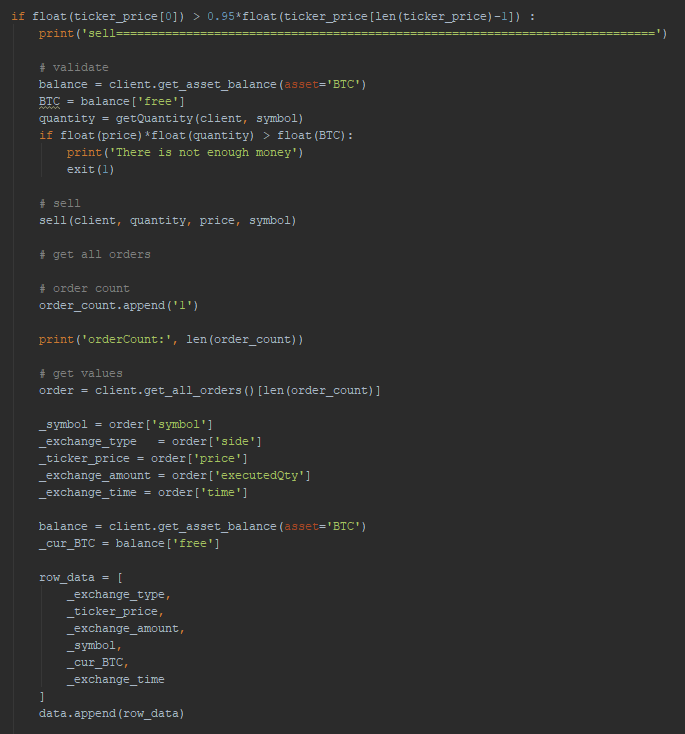 if float(ticker_price[0]) > 0.95*float(ticker_price[len(ticker_price)-1]) :
    print('sell=============================================================================')

    # validate
    balance = client.get_asset_balance(asset='BTC')
    BTC = balance['free']
    quantity = getQuantity(client, symbol)
    if float(price)*float(quantity) > float(BTC):
        print('There is not enough money')
        exit(1)

    # sell
    sell(client, quantity, price, symbol)

    # get all orders

    # order count
    order_count.append('1')

    print('orderCount:', len(order_count))

    # get values
    order = client.get_all_orders()[len(order_count)]

    _symbol = order['symbol']
    _exchange_type   = order['side']
    _ticker_price = order['price']
    _exchange_amount = order['executedQty']
    _exchange_time = order['time']

    balance = client.get_asset_balance(asset='BTC')
    _cur_BTC = balance['free']

    row_data = [
        _exchange_type,
        _ticker_price,
        _exchange_amount,
        _symbol,
        _cur_BTC,
        _exchange_time
    ]
    data.append(row_data)